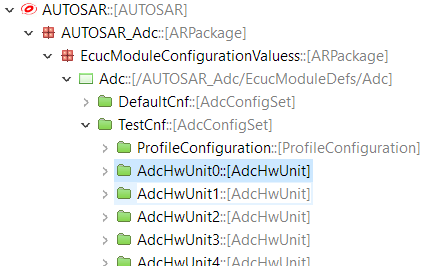 AUTOSAR::[AUTOSAR]
AUTOSAR_Adc::[ARPackage]
EcucModuleConfigurationValuess::[ARPackage]
Adc::[/AUTOSAR_Adc/EcucModuleDefs/Adc]
DefaultCnf::[AdcConfigSet]
TestCnf::[AdcConfigSet]
ProfileConfiguration::[ProfileConfiguration]
AdcHwUnit0::[AdcHwUnit]
AdcHwUnit1::[AdcHwUnit]
AdcHwUnit2::[AdcHwUnit]
AdcHwUnit3::[AdcHwUnit]
AdcHwUnit4::[AdcHwUnit]